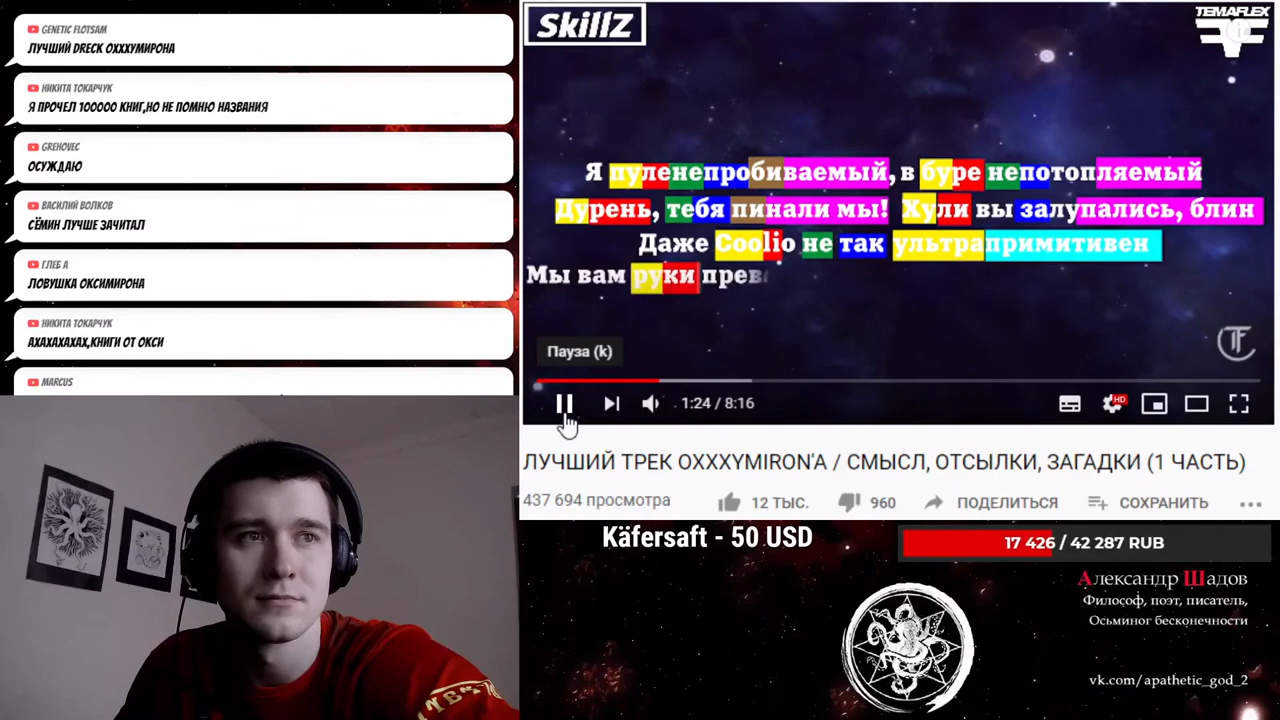 GENETIC FLOTSAM
ЛУЧШИЙ DRECK ОХХХУМИРОНА
НИКИТА ТОКАРЧУК
Я ПРОЧЕЛ 100000 КНИГ,НО НЕ ПОМНЮ НАЗВАНИЯ
GREHOVEC
ОСУЖДАЮ
ВАСИЛИЙ ВОЛКОВ
СЁМИН ЛУЧШЕ ЗАЧИТАЛ
ГЛЕБ А
ЛОВУШКА ОКСИМИРОНА
НИКИТА ТОКАРЧУК
АХАХАХАХАХ,КНИГИ ОТ ОКСИ
MARCUS
SkillZ
TEMAFLEX
Я пуленепробиваемый, в буре непотопляемый
Дурень, тебя пинали мы! Хули вы залупались, блин
Даже Coolio не так ультрапримитивен
Мы вам руки прев
TF
Пауза (k)
1:24 / 8:16
HD
ЛУЧШИЙ ТРЕК OXXXYMIRON'А / СМЫСЛ, ОТСЫЛКИ, ЗАГАДКИ (1 ЧАСТЬ)
437 694 просмотра
12 ТЫС.
960
ПОДЕЛИТЬСЯ
СОХРАНИТЬ
Käfersaft - 50 USD
17 426 / 42 287 RUB
Александр Шадов
Философ, поэт, писатель,
Осьминог бесконечности
vk.com/apathetic_god_2